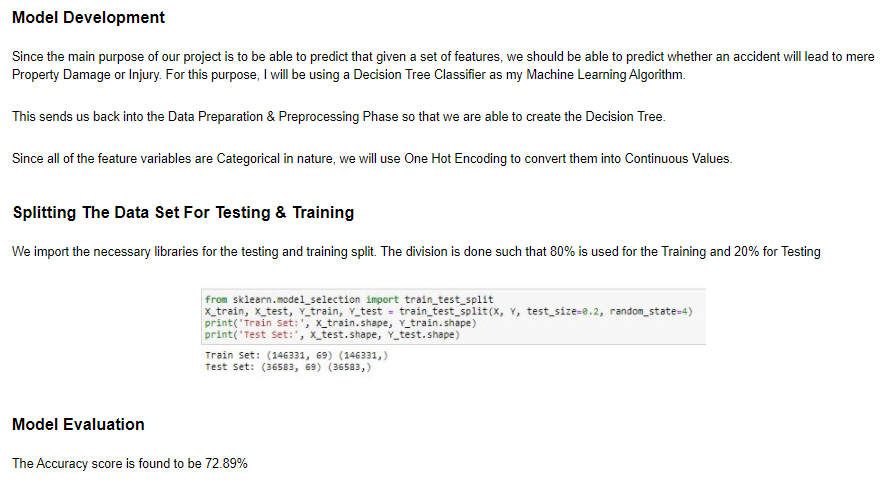 Model Development
Since the main purpose of our project is to be able to predict that given a set of features, we should be able to predict whether an accident will lead to mere
Property Damage or Injury. For this purpose, I will be using a Decision Tree Classifier as my Machine Learning Algorithm.
This sends us back into the Data Preparation & Preprocessing Phase so that we are able to create the Decision Tree.
Since all of the feature variables are Categorical in nature, we will use One Hot Encoding to convert them into Continuous Values.
Splitting The Data Set For Testing & Training
We import the necessary libraries for the testing and training split. The division is done such that 80% is used for the Training and 20% for Testing
from sklearn.model_selection import train_test_split
X_train, X_test, Y_train, Y_test = train_test_split(X, Y, test_size=0.2, random_state=4)
print('Train Set:', X_train.shape, Y_train.shape)
print('Test Set:', X_test.shape, Y_test.shape)
Train Set: (146331, 69) (146331,)
Test Set: (36583, 69) (36583,)
Model Evaluation
The Accuracy score is found to be 72.89%